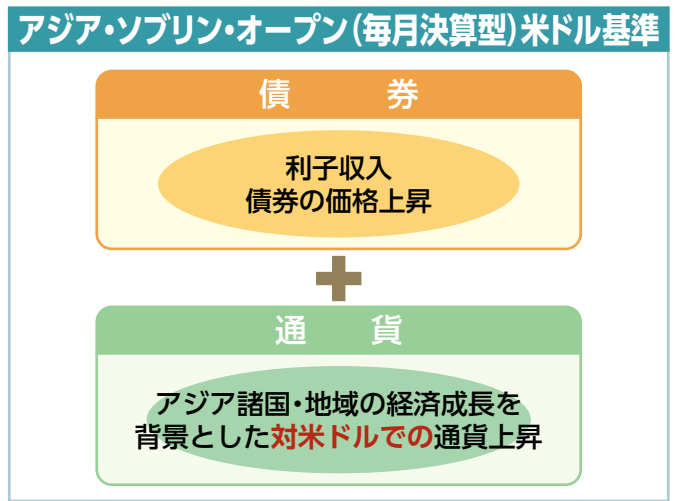 アジア・ソブリン・オープン(毎月決算型)米ドル基準
債 券
利子収入
債券の価格上昇
通 貨
アジア諸国・地域の経済成長を
背景とした対米ドルでの通貨上昇